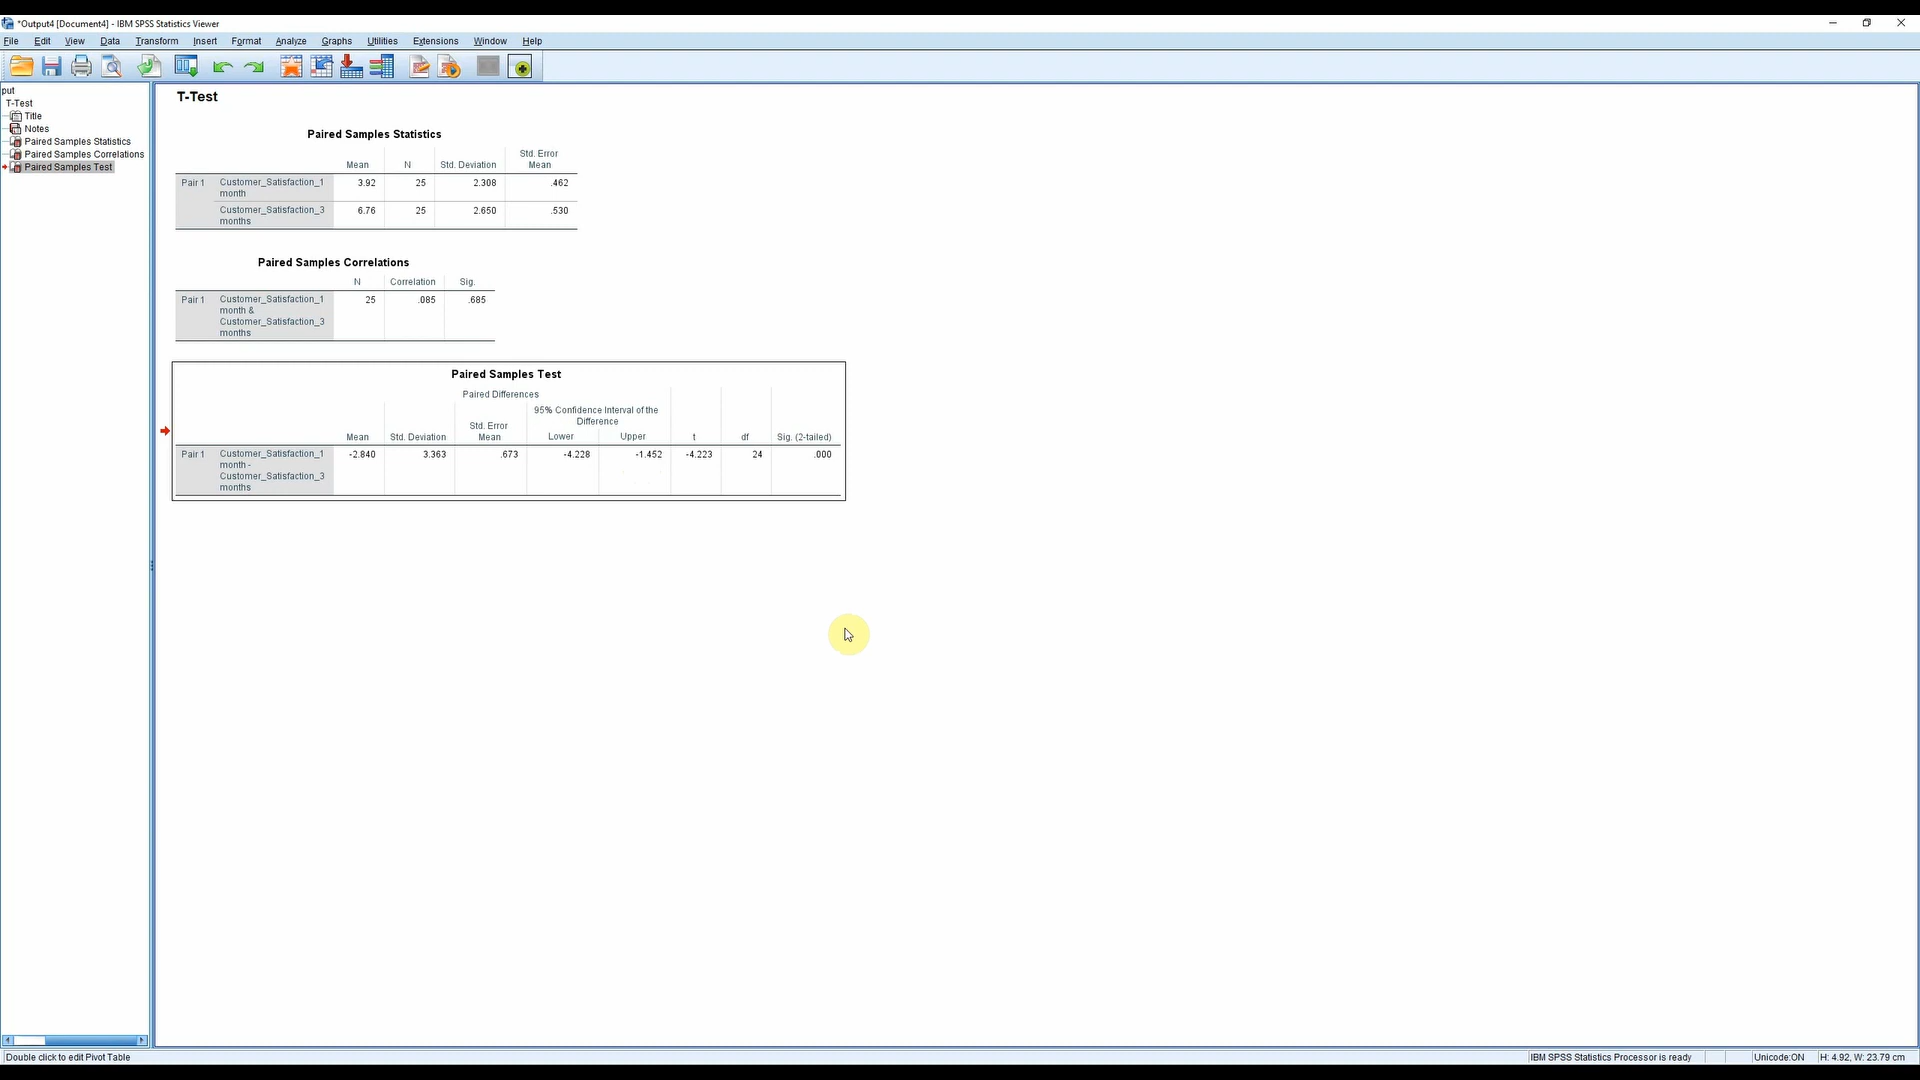 *Output4 [Document4] - IBM SPSS Statistics Viewer
File Edit View Data Transform Insert Format Analyze Graphs Utilities Extensions Window Help
put
T-Test
Title
Notes
Paired Samples Statistics
Paired Samples Correlations
Paired Samples Test
T-Test
Paired Samples Statistics
Mean N Std. Deviation Std. Error
Mean
Pair 1 Customer_Satisfaction_1 3.92 25 2.308 .462
month
Customer_Satisfaction_3 6.76 25 2.650 .530
months
Paired Samples Correlations
N Correlation Sig.
Pair 1 Customer_Satisfaction_1 25 .085 .685
month &
Customer_Satisfaction_3
months
Paired Samples Test
Paired Differences
95% Confidence Interval of the
Difference
Std. Error
Mean Std. Deviation Mean Lower Upper t df Sig. (2-tailed)
Pair 1 Customer_Satisfaction_1 -2.840 3.363 .673 -4.228 -1.452 -4.223 24 .000
month -
Customer_Satisfaction_3
months
Double click to edit Pivot Table
IBM SPSS Statistics Processor is ready Unicode:ON H: 4.92, W: 23.79 cm